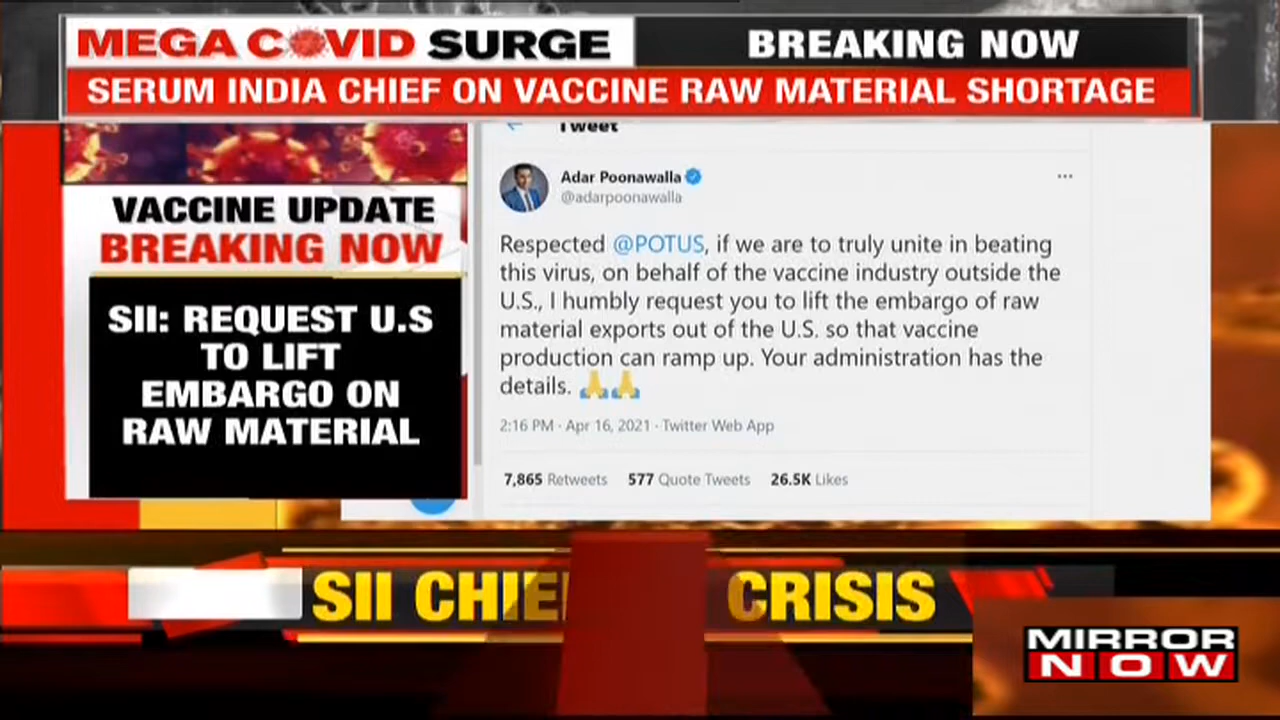 MEGA COVID SURGE
BREAKING NOW
SERUM INDIA CHIEF ON VACCINE RAW MATERIAL SHORTAGE
VACCINE UPDATE
BREAKING NOW
SII: REQUEST U.S
TO LIFT
EMBARGO ON
RAW MATERIAL
Tweet
Adar Poonawalla
@adarpoonawalla
Respected @POTUS, if we are to truly unite in beating
this virus, on behalf of the vaccine industry outside the
U.S., I humbly request you to lift the embargo of raw
material exports out of the U.S. so that vaccine
production can ramp up. Your administration has the
details. 🙏🙏
2:16 PM · Apr 16, 2021 · Twitter Web App
7,865 Retweets 577 Quote Tweets 26.5K Likes
SII CRISIS
MIRROR
NOW